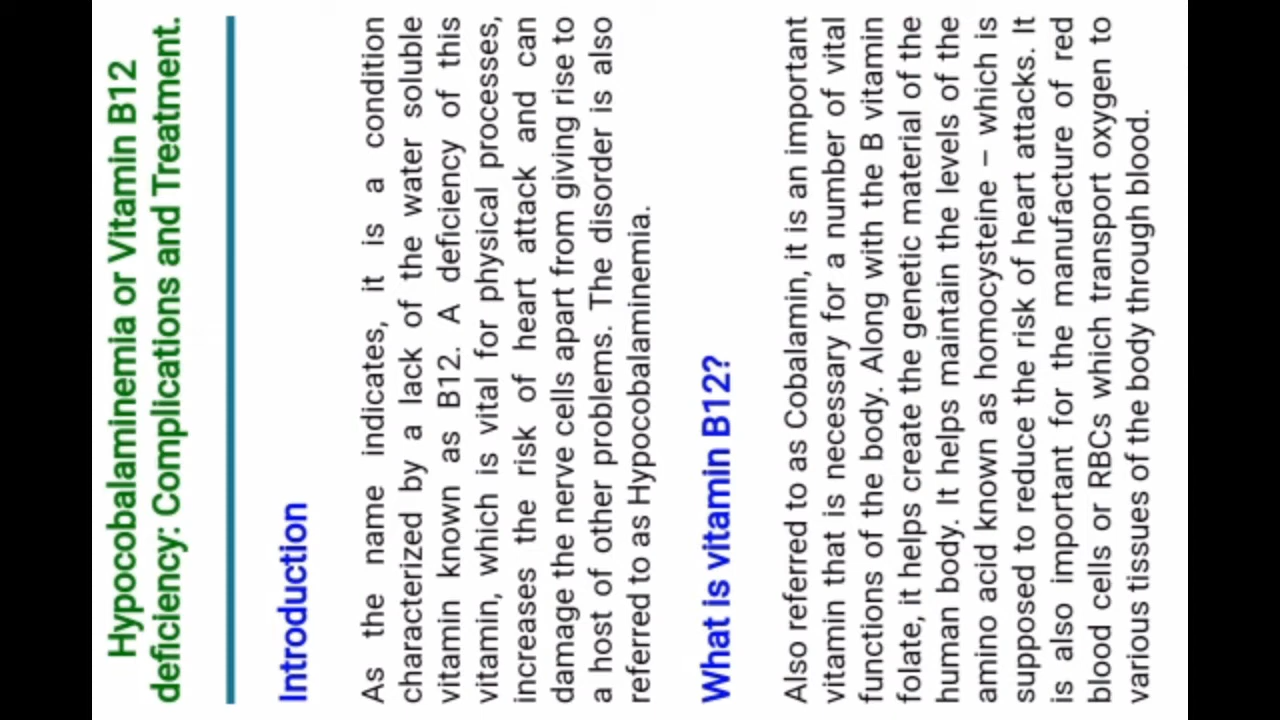 Hypocobalaminemia or Vitamin B12
deficiency: Complications and Treatment.
Introduction
As the name indicates, it is a condition
characterized by a lack of the water soluble
vitamin known as B12. A deficiency of this
vitamin, which is vital for physical processes,
increases the risk of heart attack and can
damage the nerve cells apart from giving rise to
a host of other problems. The disorder is also
referred to as Hypocobalaminenemia.
What is vitamin B12?
Also referred to as Cobalamin, it is an important
vitamin that is necessary for a number of vital
functions of the body. Along with the B vitamin
folate, it helps create the genetic material of the
human body. It helps maintain the levels of the
amino acid known as homocysteine – which is
supposed to reduce the risk of heart attacks. It
is also important for the manufacture of red
blood cells or RBCs which transport oxygen to
various tissues of the body through blood.